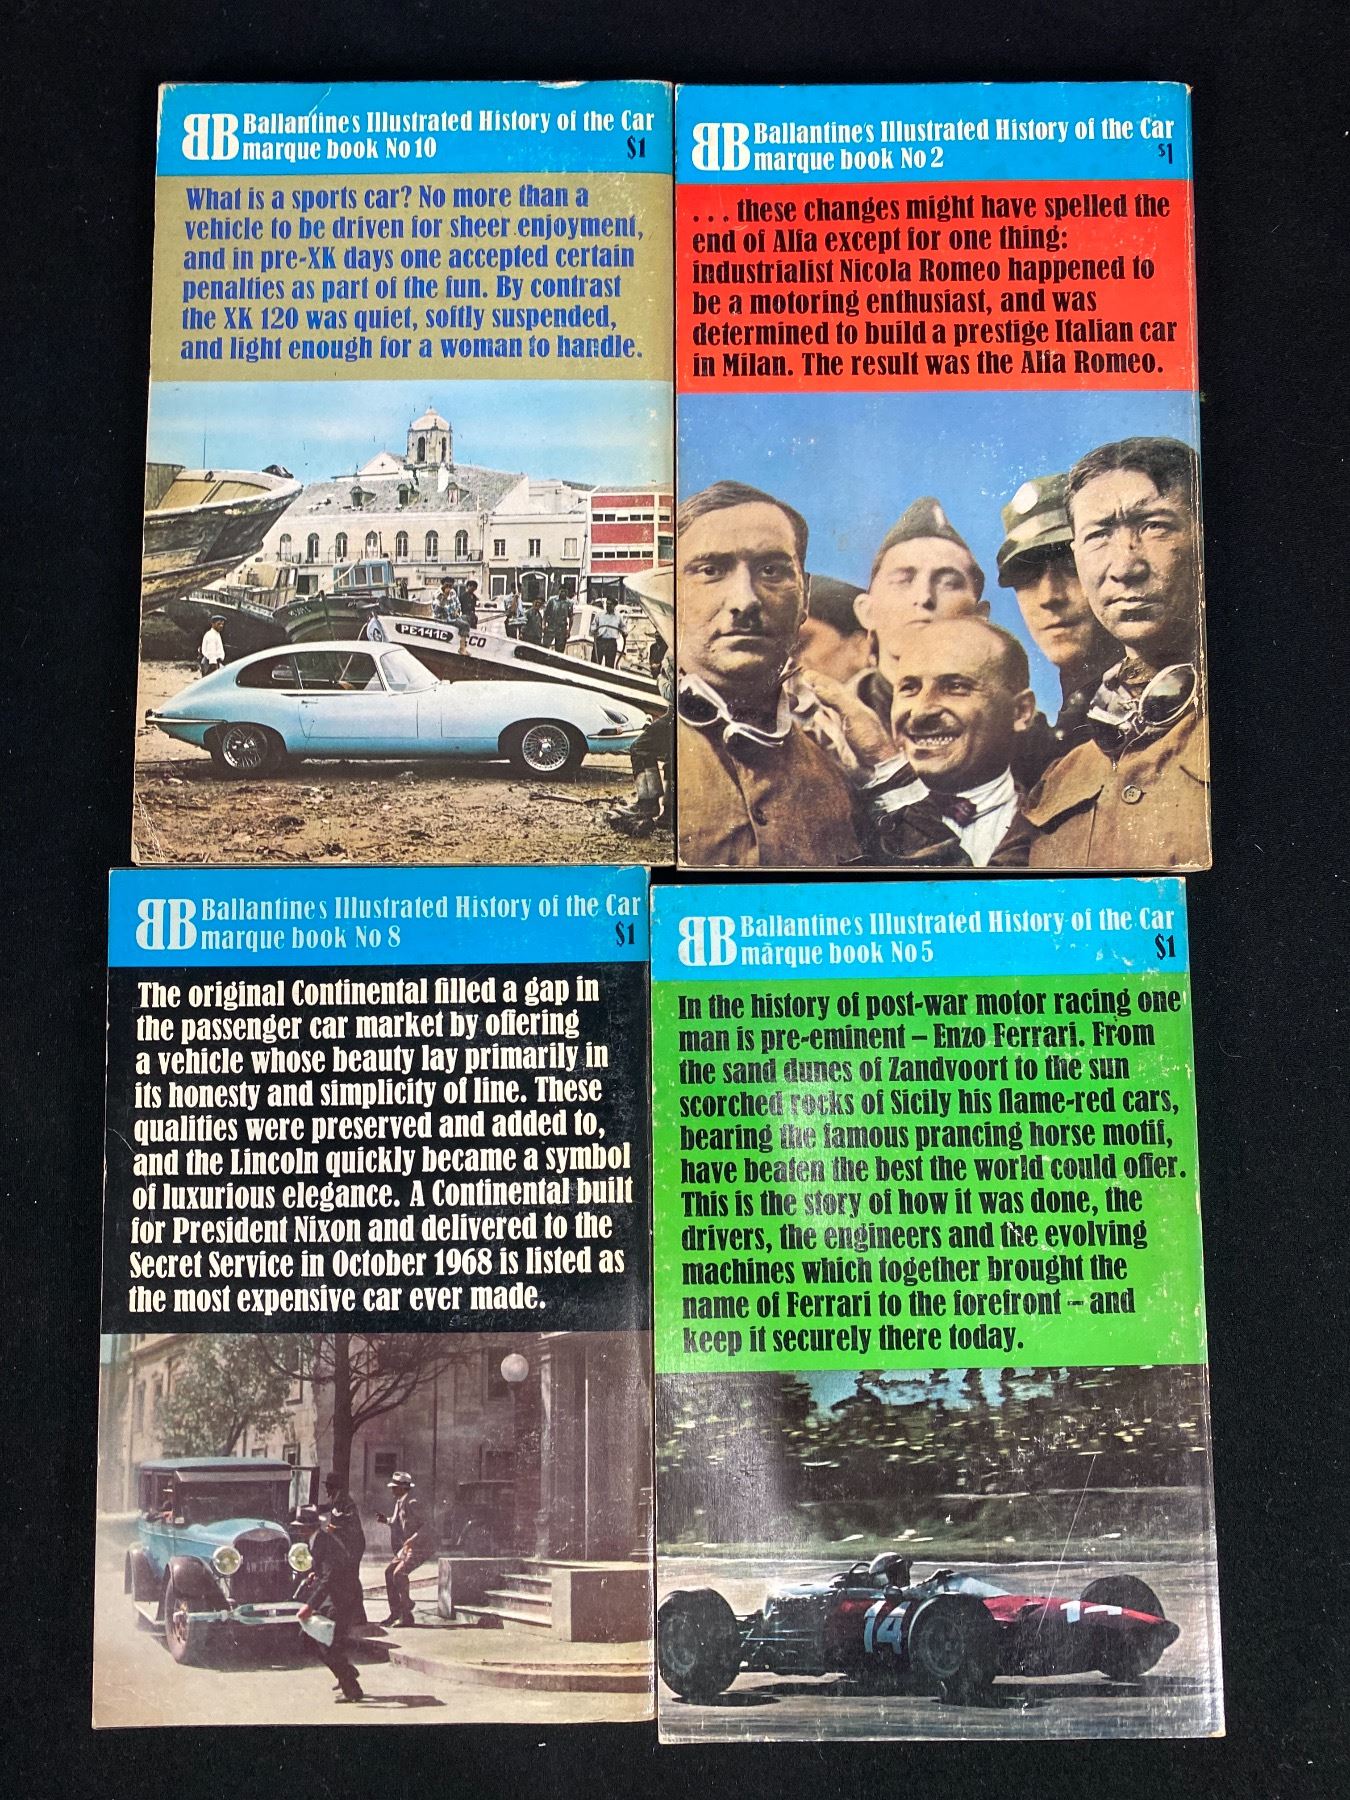 BB Ballantine's Illustrated History of the Car
marque book No 10 $1
What is a sports car? No more than a
vehicle to be driven for sheer enjoyment,
and in pre-XK days one accepted certain
penalties as part of the fun. By contrast
the XK 120 was quiet, softly suspended,
and light enough for a woman to handle.
PE141C
CO
BB Ballantine's Illustrated History of the Car
marque book No 2 $1
. . . these changes might have spelled the
end of Alfa except for one thing:
industrialist Nicola Romeo happened to
be a motoring enthusiast, and was
determined to build a prestige Italian car
in Milan. The result was the Alfa Romeo.
BB Ballantine's Illustrated History of the Car
marque book No 8 $1
The original Continental filled a gap in
the passenger car market by offering
a vehicle whose beauty lay primarily in
its honesty and simplicity of line. These
qualities were preserved and added to,
and the Lincoln quickly became a symbol
of luxurious elegance. A Continental built
for President Nixon and delivered to the
Secret Service in October 1968 is listed as
the most expensive car ever made.
BB Ballantine's Illustrated History of the Car
marque book No 5 $1
In the history of post-war motor racing one
man is pre-eminent – Enzo Ferrari. From
the sand dunes of Zandvoort to the sun
scorched rocks of Sicily his flame-red cars,
bearing the famous prancing horse motif,
have beaten the best the world could offer.
This is the story of how it was done, the
drivers, the engineers and the evolving
machines which together brought the
name of Ferrari to the forefront – and
keep it securely there today.
14